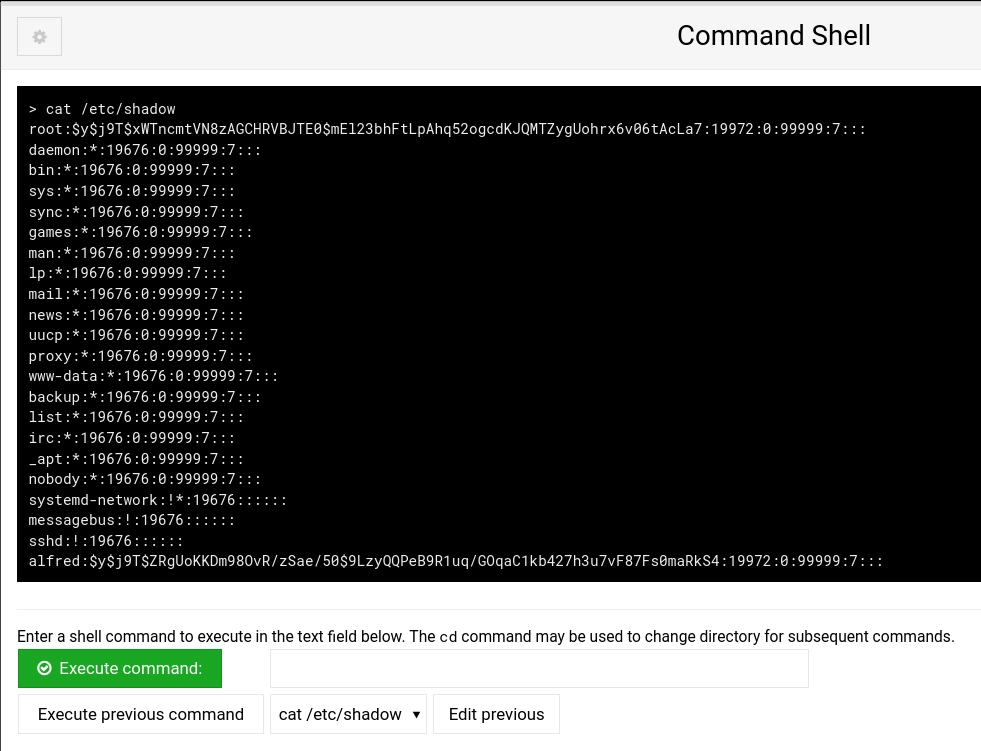 Command Shell
> cat /etc/shadow
root:$y$j9T$xWTncmtVN8zAGCHRVBJTE0$mEl23bhFtLpAhq52ogcdKJQMTZygUohrx6v06tAcLa7:19972:0:99999:7:::
daemon:*:19676:0:99999:7:::
bin:*:19676:0:99999:7:::
sys:*:19676:0:99999:7:::
sync:*:19676:0:99999:7:::
games:*:19676:0:99999:7:::
man:*:19676:0:99999:7:::
lp:*:19676:0:99999:7:::
mail:*:19676:0:99999:7:::
news:*:19676:0:99999:7:::
uucp:*:19676:0:99999:7:::
proxy:*:19676:0:99999:7:::
www-data:*:19676:0:99999:7:::
backup:*:19676:0:99999:7:::
list:*:19676:0:99999:7:::
irc:*:19676:0:99999:7:::
_apt:*:19676:0:99999:7:::
nobody:*:19676:0:99999:7:::
systemd-network:!*:19676::::::
messagebus:!:19676::::::
sshd:!:19676::::::
alfred:$y$j9T$ZRgUoKKDm98OvR/zSae/50$9LzyQQPeB9R1uq/GOqaC1kb427h3u7vF87Fs0maRkS4:19972:0:99999:7:::
Enter a shell command to execute in the text field below. The cd command may be used to change directory for subsequent commands.
Execute command:
Execute previous command cat /etc/shadow Edit previous